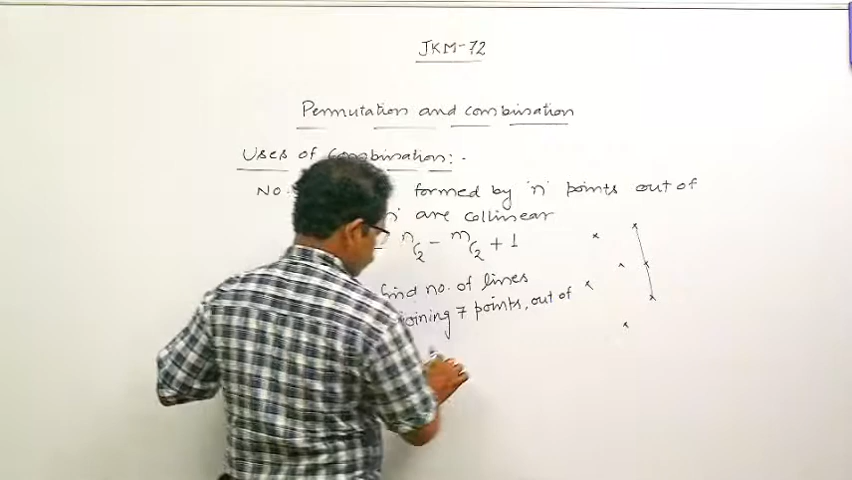 JKM-72
Permutation and combination
Uses of Combination:-
No. formed by 'n' points out of
are collinear
nC2 - mC2 + 1
find no. of lines
joining 7 points, out of